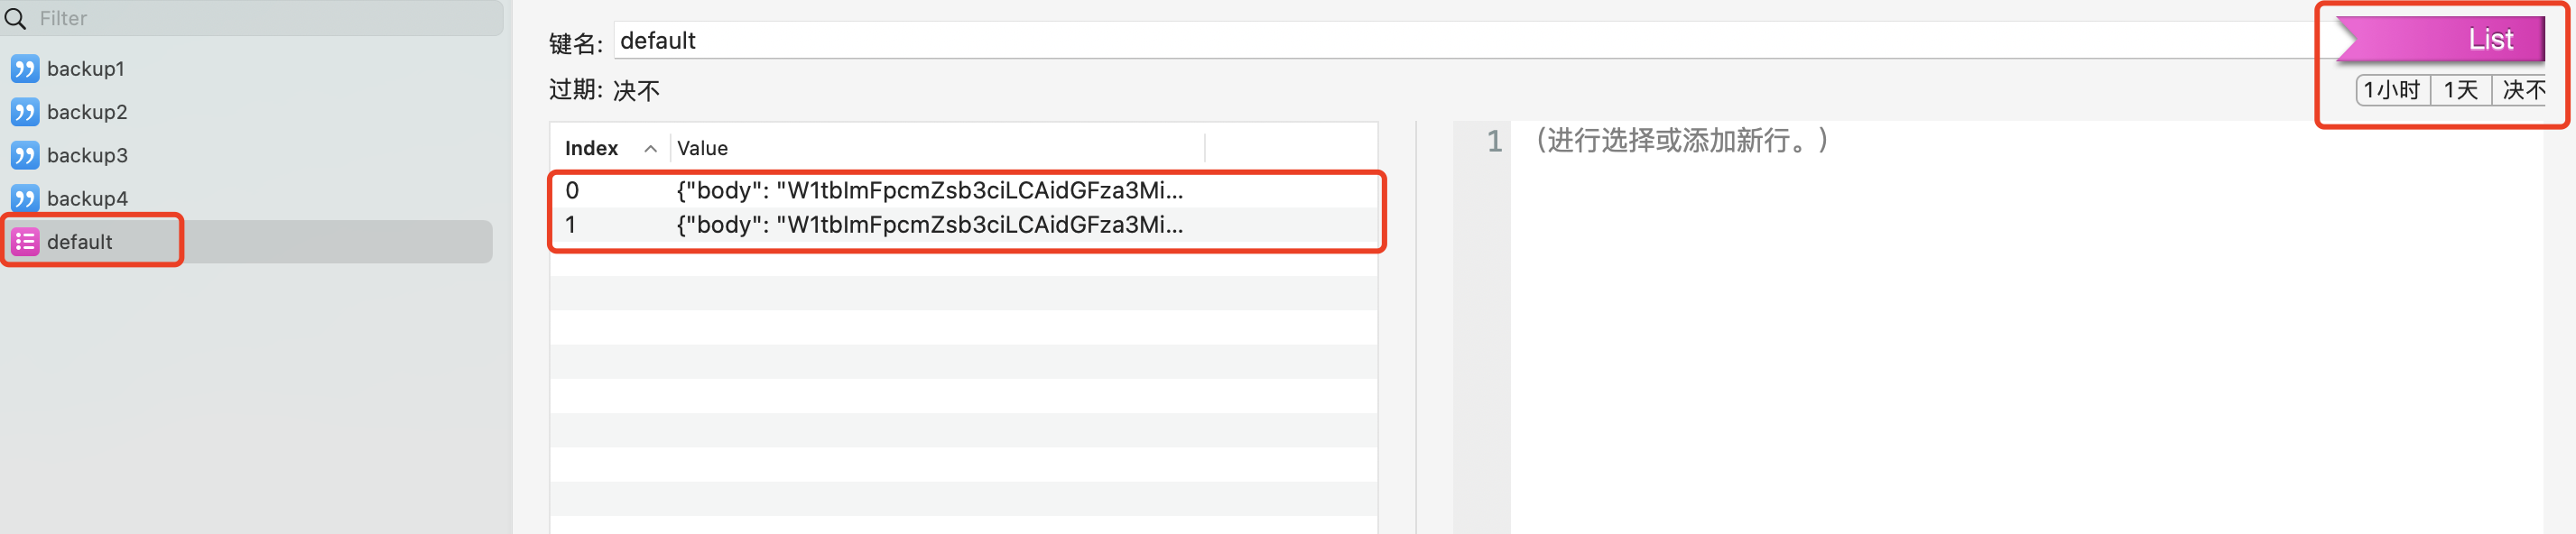 Filter
backup1
backup2
backup3
backup4
default
键名: default
List
过期: 决不
1小时 1天 决不
Index Value
0 {"body": "W1tbImFpcmZsb3ciLCAidGFza3Mi...
1 {"body": "W1tbImFpcmZsb3ciLCAidGFza3Mi...
1 (进行选择或添加新行。)